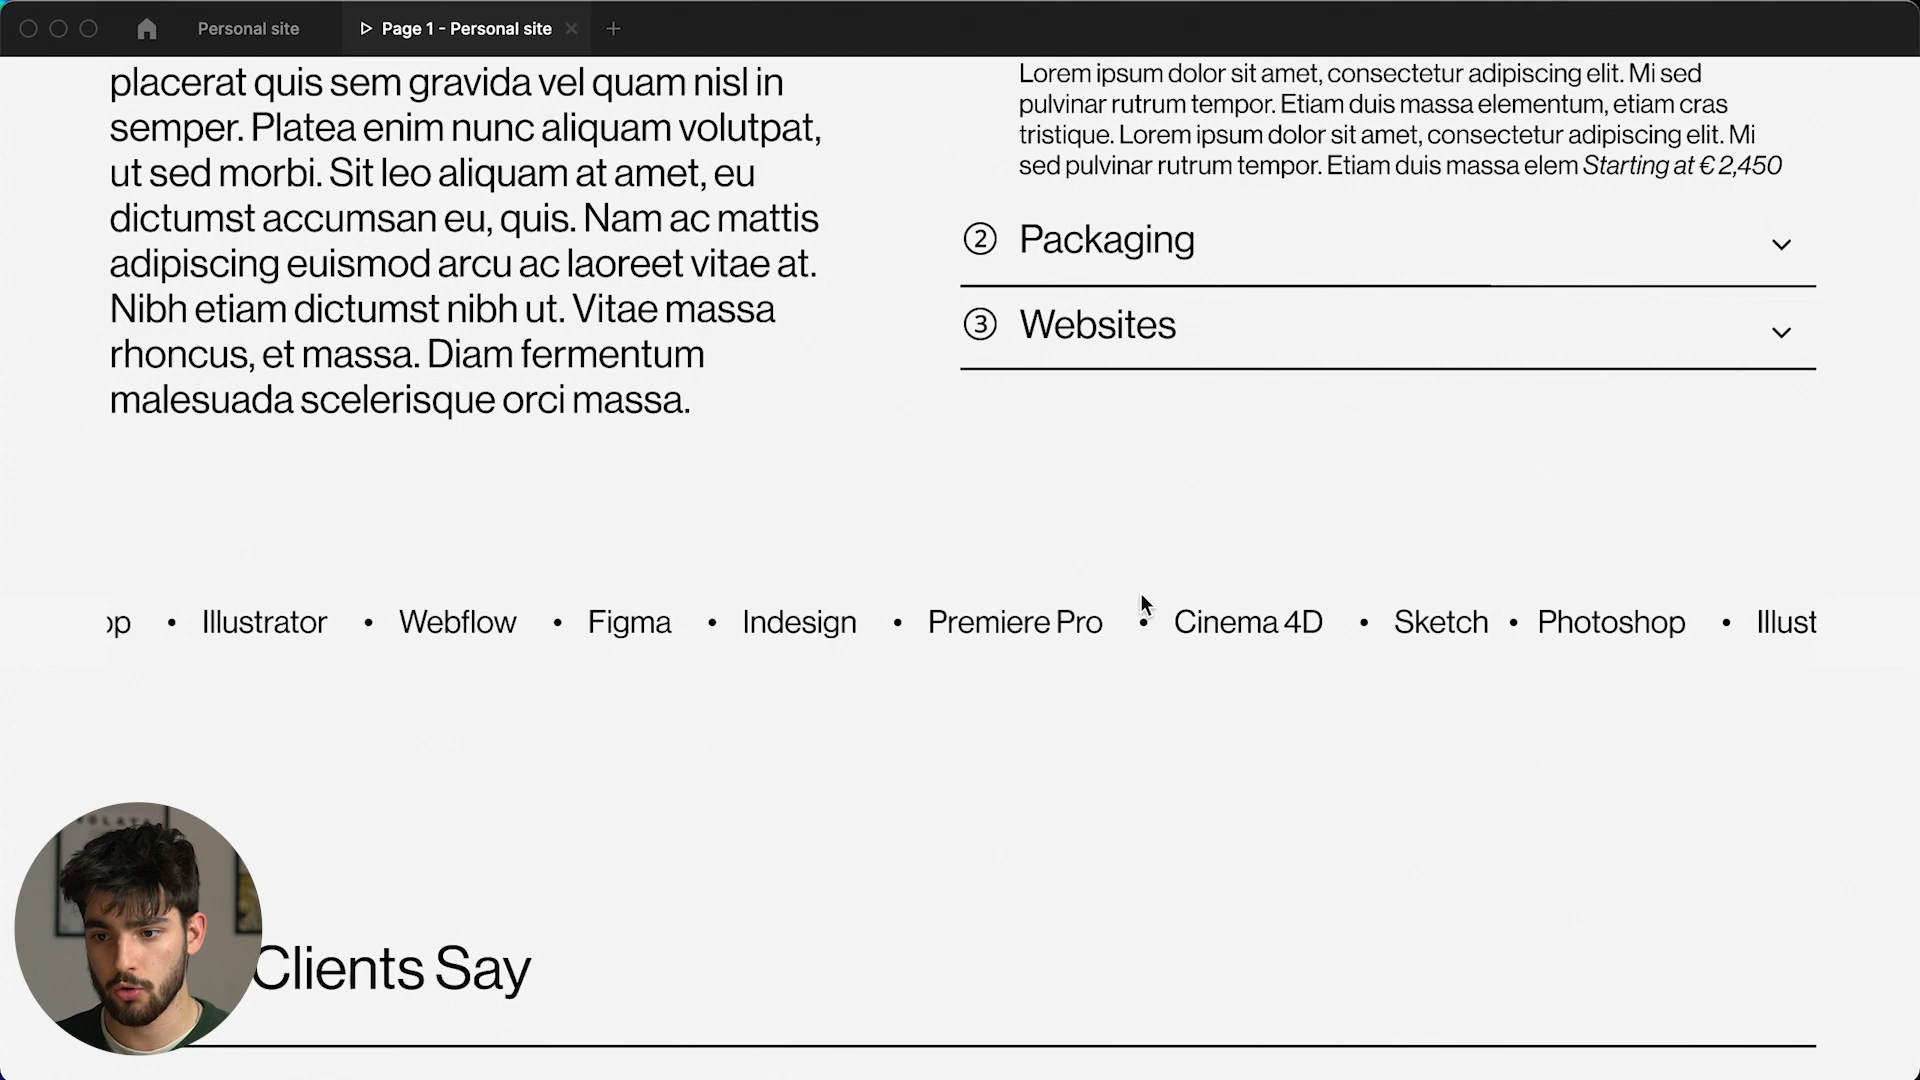 Personal site
Page 1 - Personal site
placerat quis sem gravida vel quam nisl in
semper. Platea enim nunc aliquam volutpat,
ut sed morbi. Sit leo aliquam at amet, eu
dictumst accumsan eu, quis. Nam ac mattis
adipiscing euismod arcu ac laoreet vitae at.
Nibh etiam dictumst nibh ut. Vitae massa
rhoncus, et massa. Diam fermentum
malesuada scelerisque orci massa.
Lorem ipsum dolor sit amet, consectetur adipiscing elit. Mi sed
pulvinar rutrum tempor. Etiam duis massa elementum, etiam cras
tristique. Lorem ipsum dolor sit amet, consectetur adipiscing elit. Mi
sed pulvinar rutrum tempor. Etiam duis massa elem Starting at € 2,450
② Packaging
③ Websites
op • Illustrator • Webflow • Figma • Indesign • Premiere Pro • Cinema 4D • Sketch • Photoshop • Illust
Clients Say